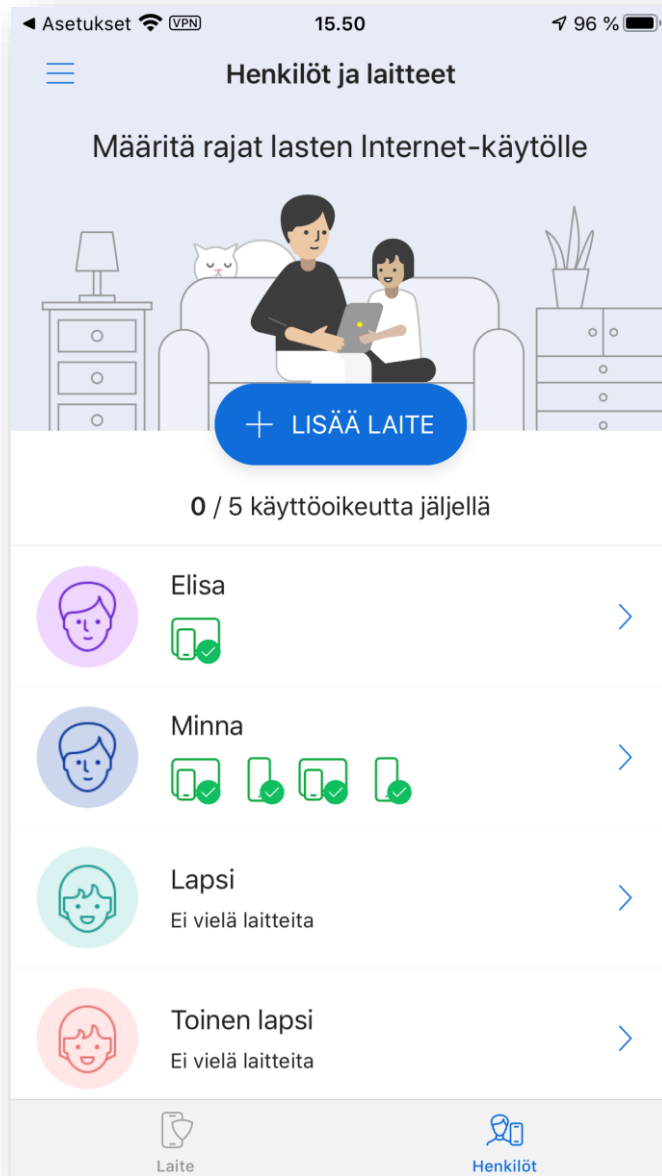 ◀ Asetukset VPN 15.50 96 %
Henkilöt ja laitteet
Määritä rajat lasten Internet-käytölle
+ LISÄÄ LAITE
0 / 5 käyttöoikeutta jäljellä
Elisa
Minna
Lapsi
Ei vielä laitteita
Toinen lapsi
Ei vielä laitteita
Laite Henkilöt